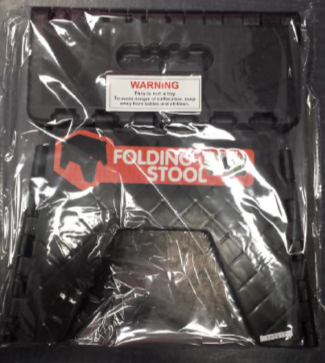 WARNING
This is not a toy
To avoid danger of suffocation, keep
away from babies and children.
FOLDING
STOOL